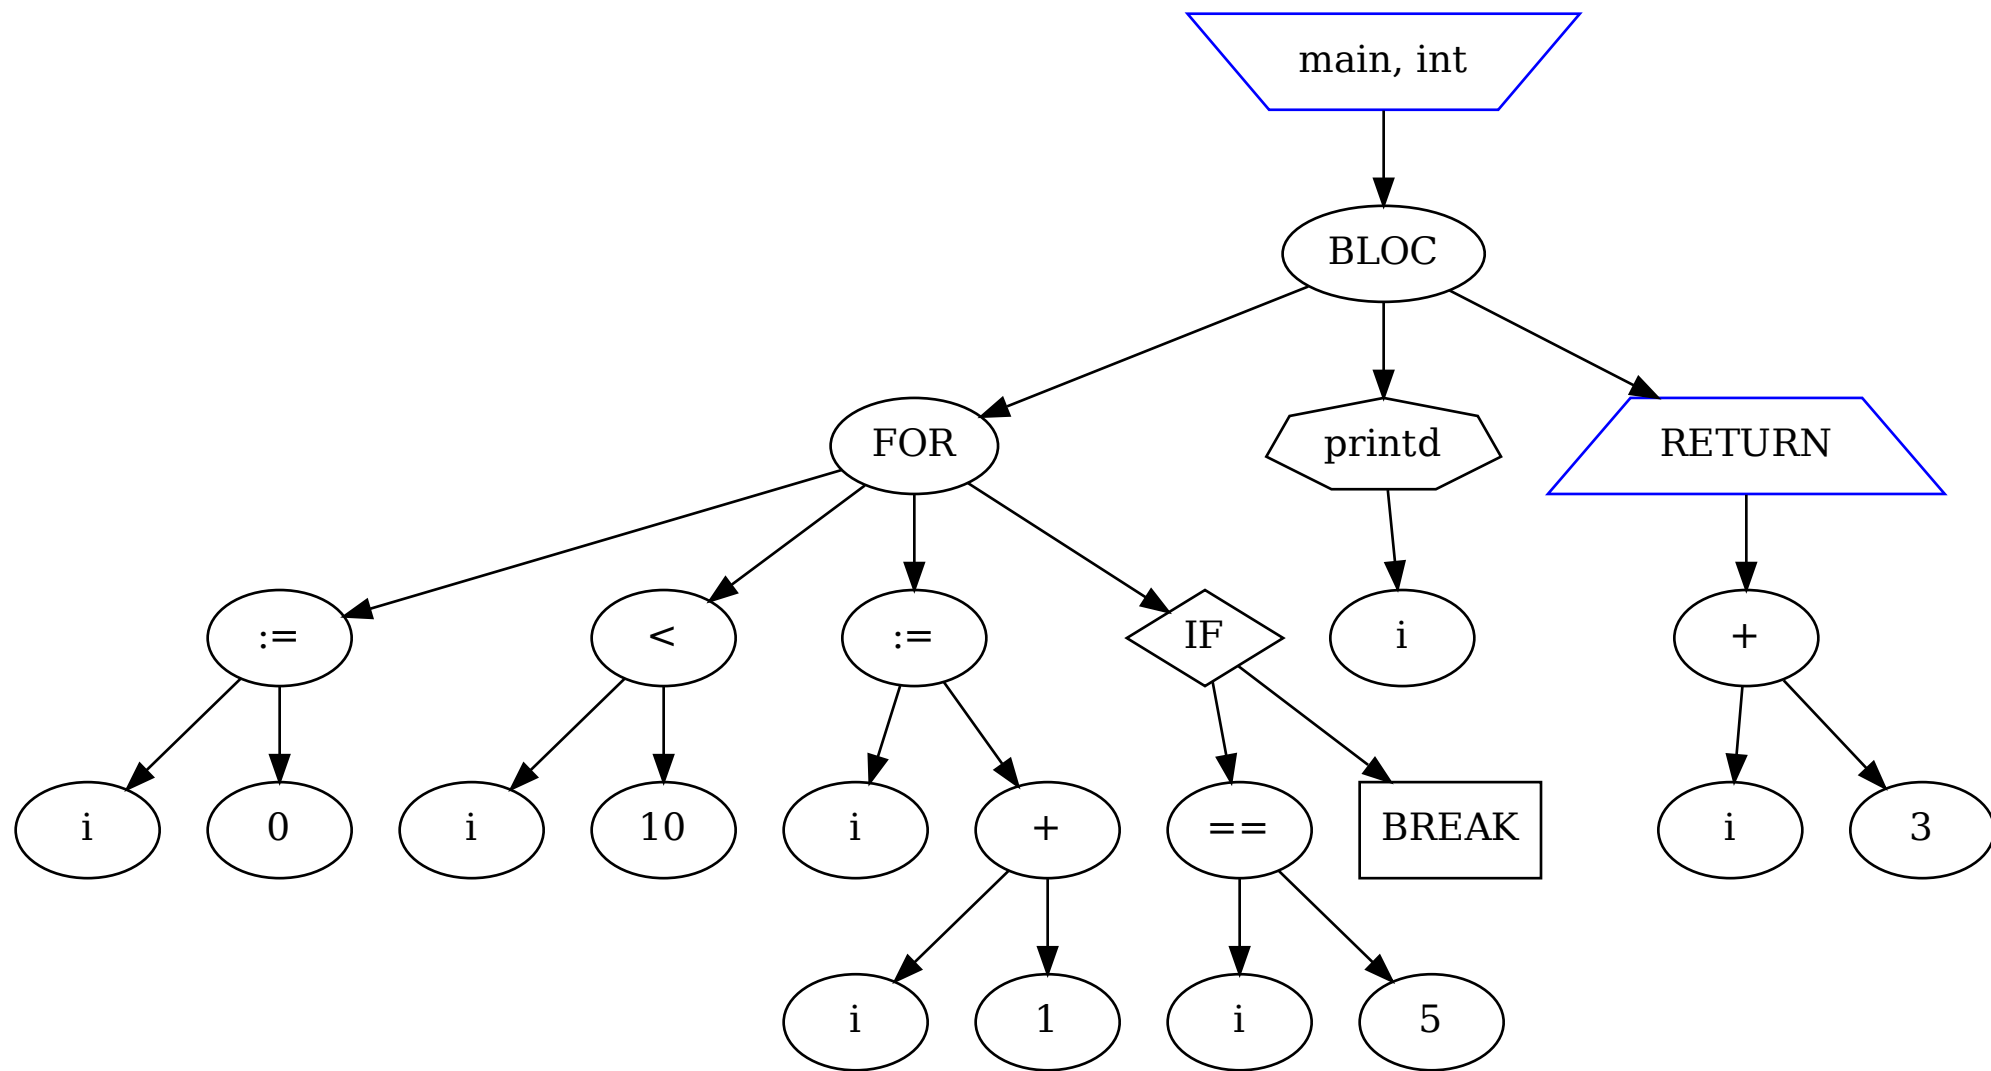 main, int
BLOC
FOR
printd
RETURN
:=
<
:=
IF
i
+
i
0
i
10
i
+
==
BREAK
i
3
i
1
i
5